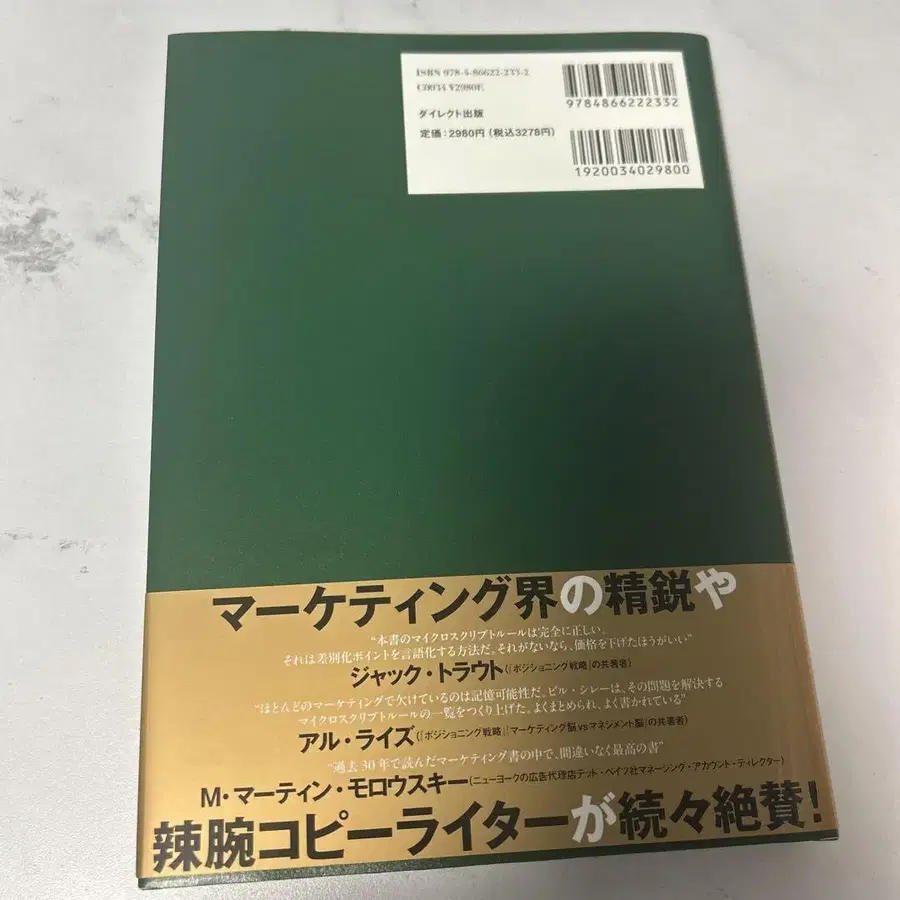 ISBN 978-4-86622-233-2
C0034 ¥2980E
ダイレクト出版
定価：2980円（税込3278円）
9784866222332
1920034029800
マーケティング界の精鋭や
“本書のマイクロスクリプトルールは完全に正しい。
それは差別化ポイントを言語化する方法だ。それがないなら、価格を下げたほうがいい”
ジャック・トラウト（『ポジショニング戦略』の共著者）
“ほとんどのマーケティングで欠けているのは記憶可能性だ。ビル・シレーは、その問題を解決する
マイクロスクリプトルールの一覧をつくり上げた。よくまとめられ、よく書かれている”
アル・ライズ（『ポジショニング戦略』『マーケティング脳vsマネジメント脳』の共著者）
“過去30年で読んだマーケティング書の中で、間違いなく最高の書”
M・マーティン・モロウスキー（ニューヨークの広告代理店テッド・ベイツ社マネージング・アカウント・ディレクター）
辣腕コピーライターが続々絶賛！